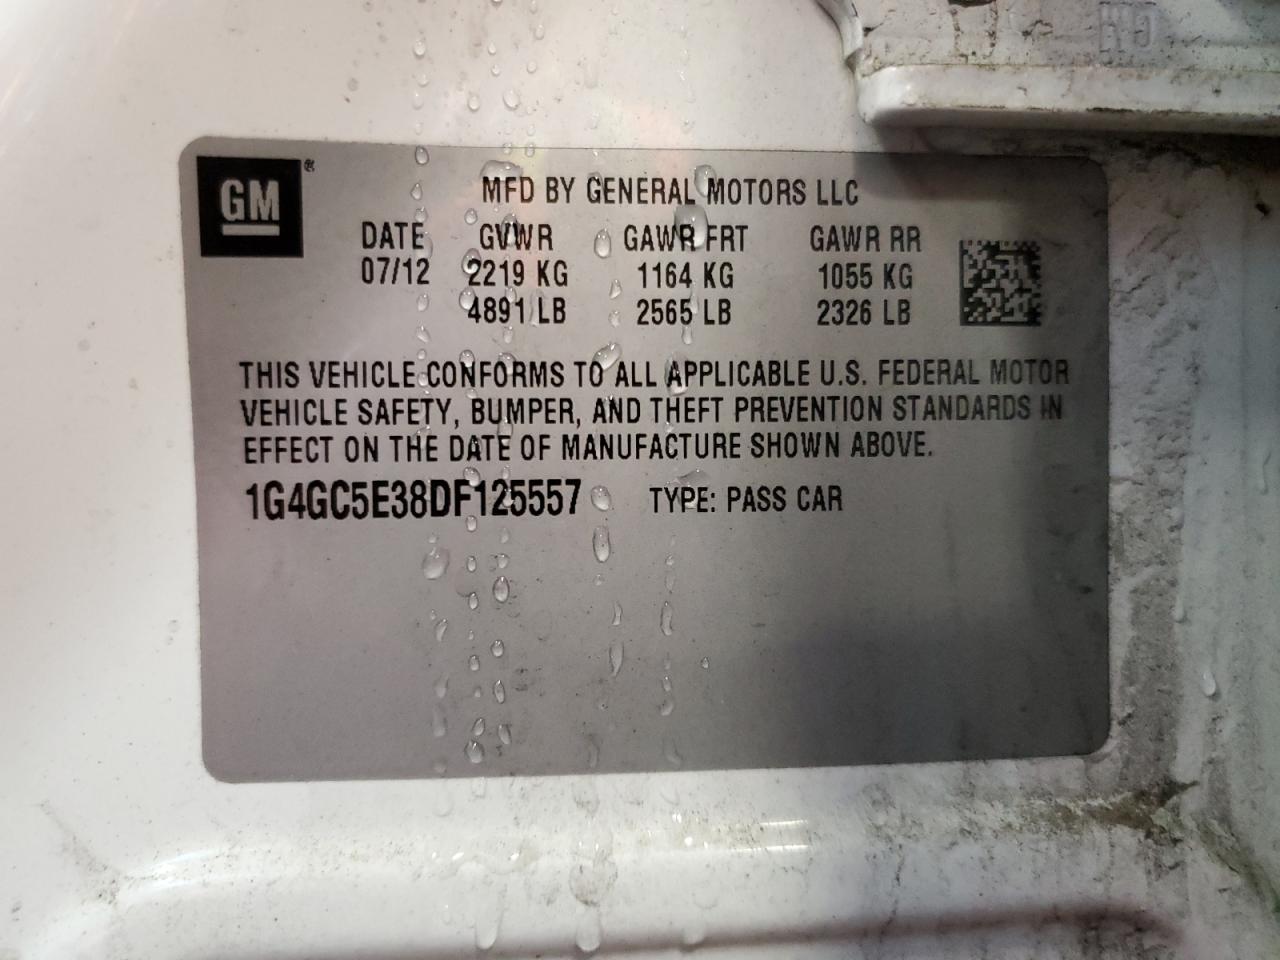 GM®
MFD BY GENERAL MOTORS LLC
DATE GVWR GAWR FRT GAWR RR
07/12 2219 KG 1164 KG 1055 KG
4891 LB 2565 LB 2326 LB
THIS VEHICLE CONFORMS TO ALL APPLICABLE U.S. FEDERAL MOTOR
VEHICLE SAFETY, BUMPER, AND THEFT PREVENTION STANDARDS IN
EFFECT ON THE DATE OF MANUFACTURE SHOWN ABOVE.
1G4GC5E38DF125557 TYPE: PASS CAR